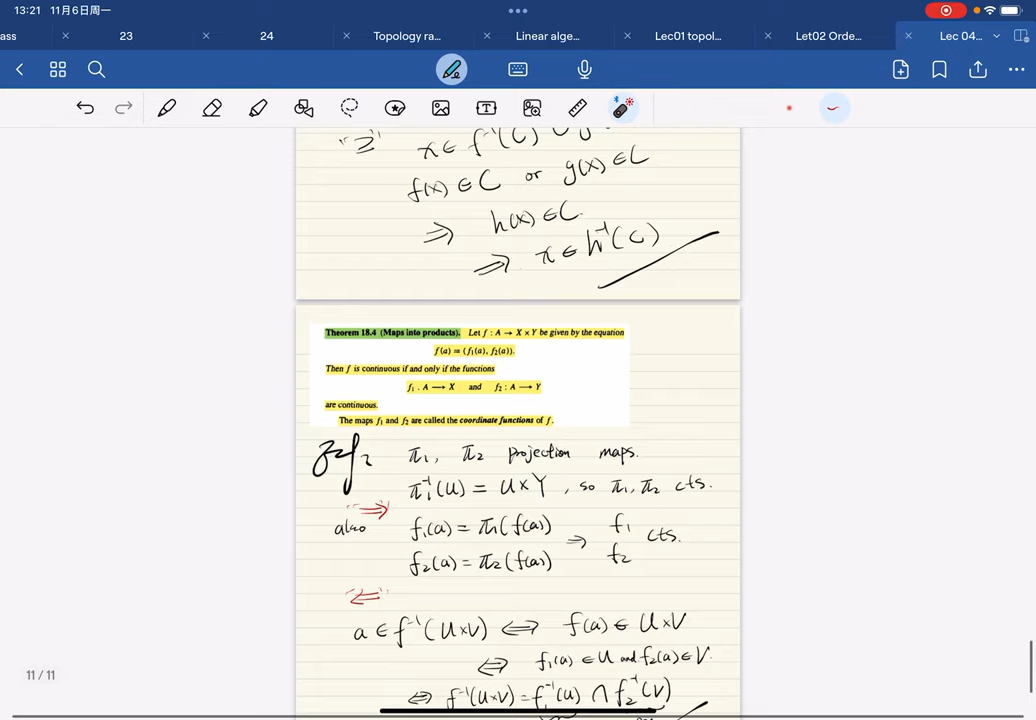 13:21 11月6日周一
ass
23
24
Topology ra...
Linear alge...
Lec01 topol...
Let02 Orde...
Lec 04...
"⊇" x ∈ f⁻¹(C) ∪
f(x) ∈ C or g(x) ∈ C
⇒ h(x) ∈ C.
⇒ x ∈ h⁻¹(C)
Theorem 18.4 (Maps into products). Let f : A → X × Y be given by the equation
f(a) = (f₁(a), f₂(a)).
Then f is continuous if and only if the functions
f₁ . A ⟶ X and f₂ : A ⟶ Y
are continuous.
The maps f₁ and f₂ are called the coordinate functions of f.
π₁, π₂ projection maps.
π₁⁻¹(U) = U×Y, so π₁, π₂ cts.
"⇒"
also f₁(a) = π₁(f(a)) ⇒ f₁ cts.
f₂(a) = π₂(f(a)) f₂
"⇐"
a ∈ f⁻¹(U×V) ⇔ f(a) ∈ U×V
⇔ f₁(a) ∈ U and f₂(a) ∈ V.
⇔ f⁻¹(U×V) = f₁⁻¹(U) ∩ f₂⁻¹(V)
11 / 11